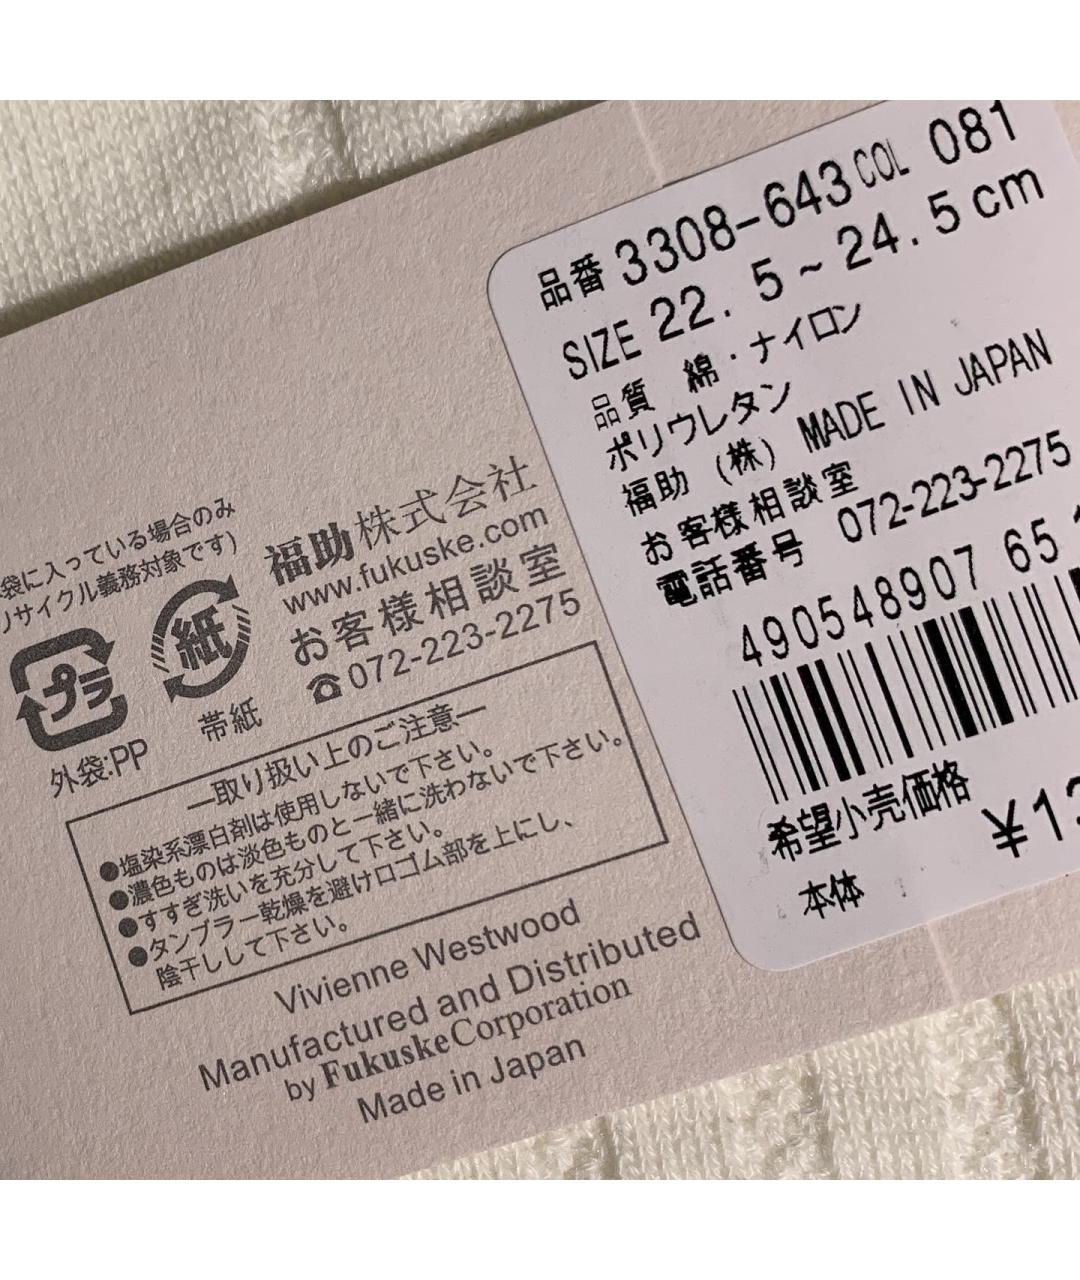 袋に入っている場合のみ
リサイクル義務対象です)
プラ
外袋:PP
紙
帯紙
福助株式会社
www.fukuske.com
お客様相談室
☎072-223-2275
―取り扱い上のご注意―
●塩染系漂白剤は使用しないで下さい。
●濃色ものは淡色ものと一緒に洗わないで下さい。
●すすぎ洗いを充分して下さい。
●タンブラー乾燥を避け口ゴム部を上にし、
陰干しして下さい。
Vivienne Westwood
Manufactured and Distributed
by Fukuske Corporation
Made in Japan
品番 3308-643 COL 081
SIZE 22.5~24.5cm
品質 綿・ナイロン
ポリウレタン
福助(株) MADE IN JAPAN
お客様相談室
電話番号 072-223-2275
490548907 65
希望小売価格
本体 ¥13